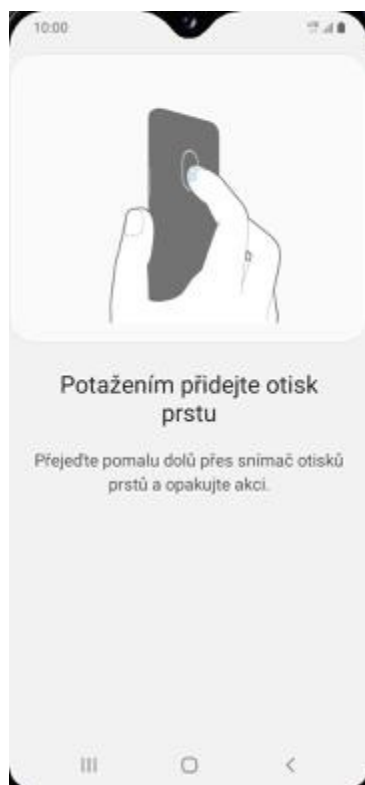 10:00
Potažením přidejte otisk
prstu
Přejeďte pomalu dolů přes snímač otisků
prstů a opakujte akci.